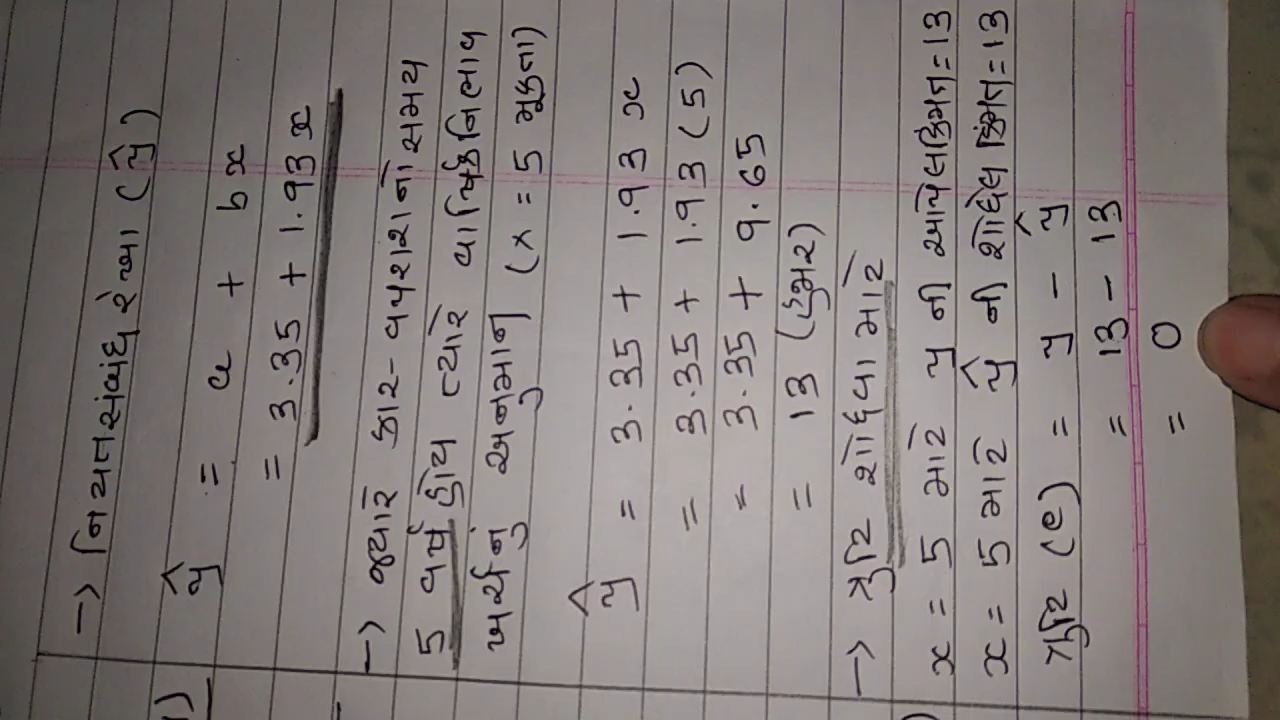 → નિયતસંબંધ રેખા (ŷ)
ŷ = a + bx
= 3.35 + 1.93x
→ જ્યારે કાર-વપરાશનો સમય
5 વર્ષ હોય ત્યારે વાર્ષિક નિભાવ
ખર્ચનું અનુમાન (x = 5 મૂકતા)
ŷ = 3.35 + 1.93x
= 3.35 + 1.93(5)
= 3.35 + 9.65
= 13 (હજાર)
→ ત્રુટિ શોધવા માટે
x = 5 માટે y ની આપેલ કિંમત = 13
x = 5 માટે ŷ ની શોધેલ કિંમત = 13
ત્રુટિ (e) = y - ŷ
= 13 - 13
= 0